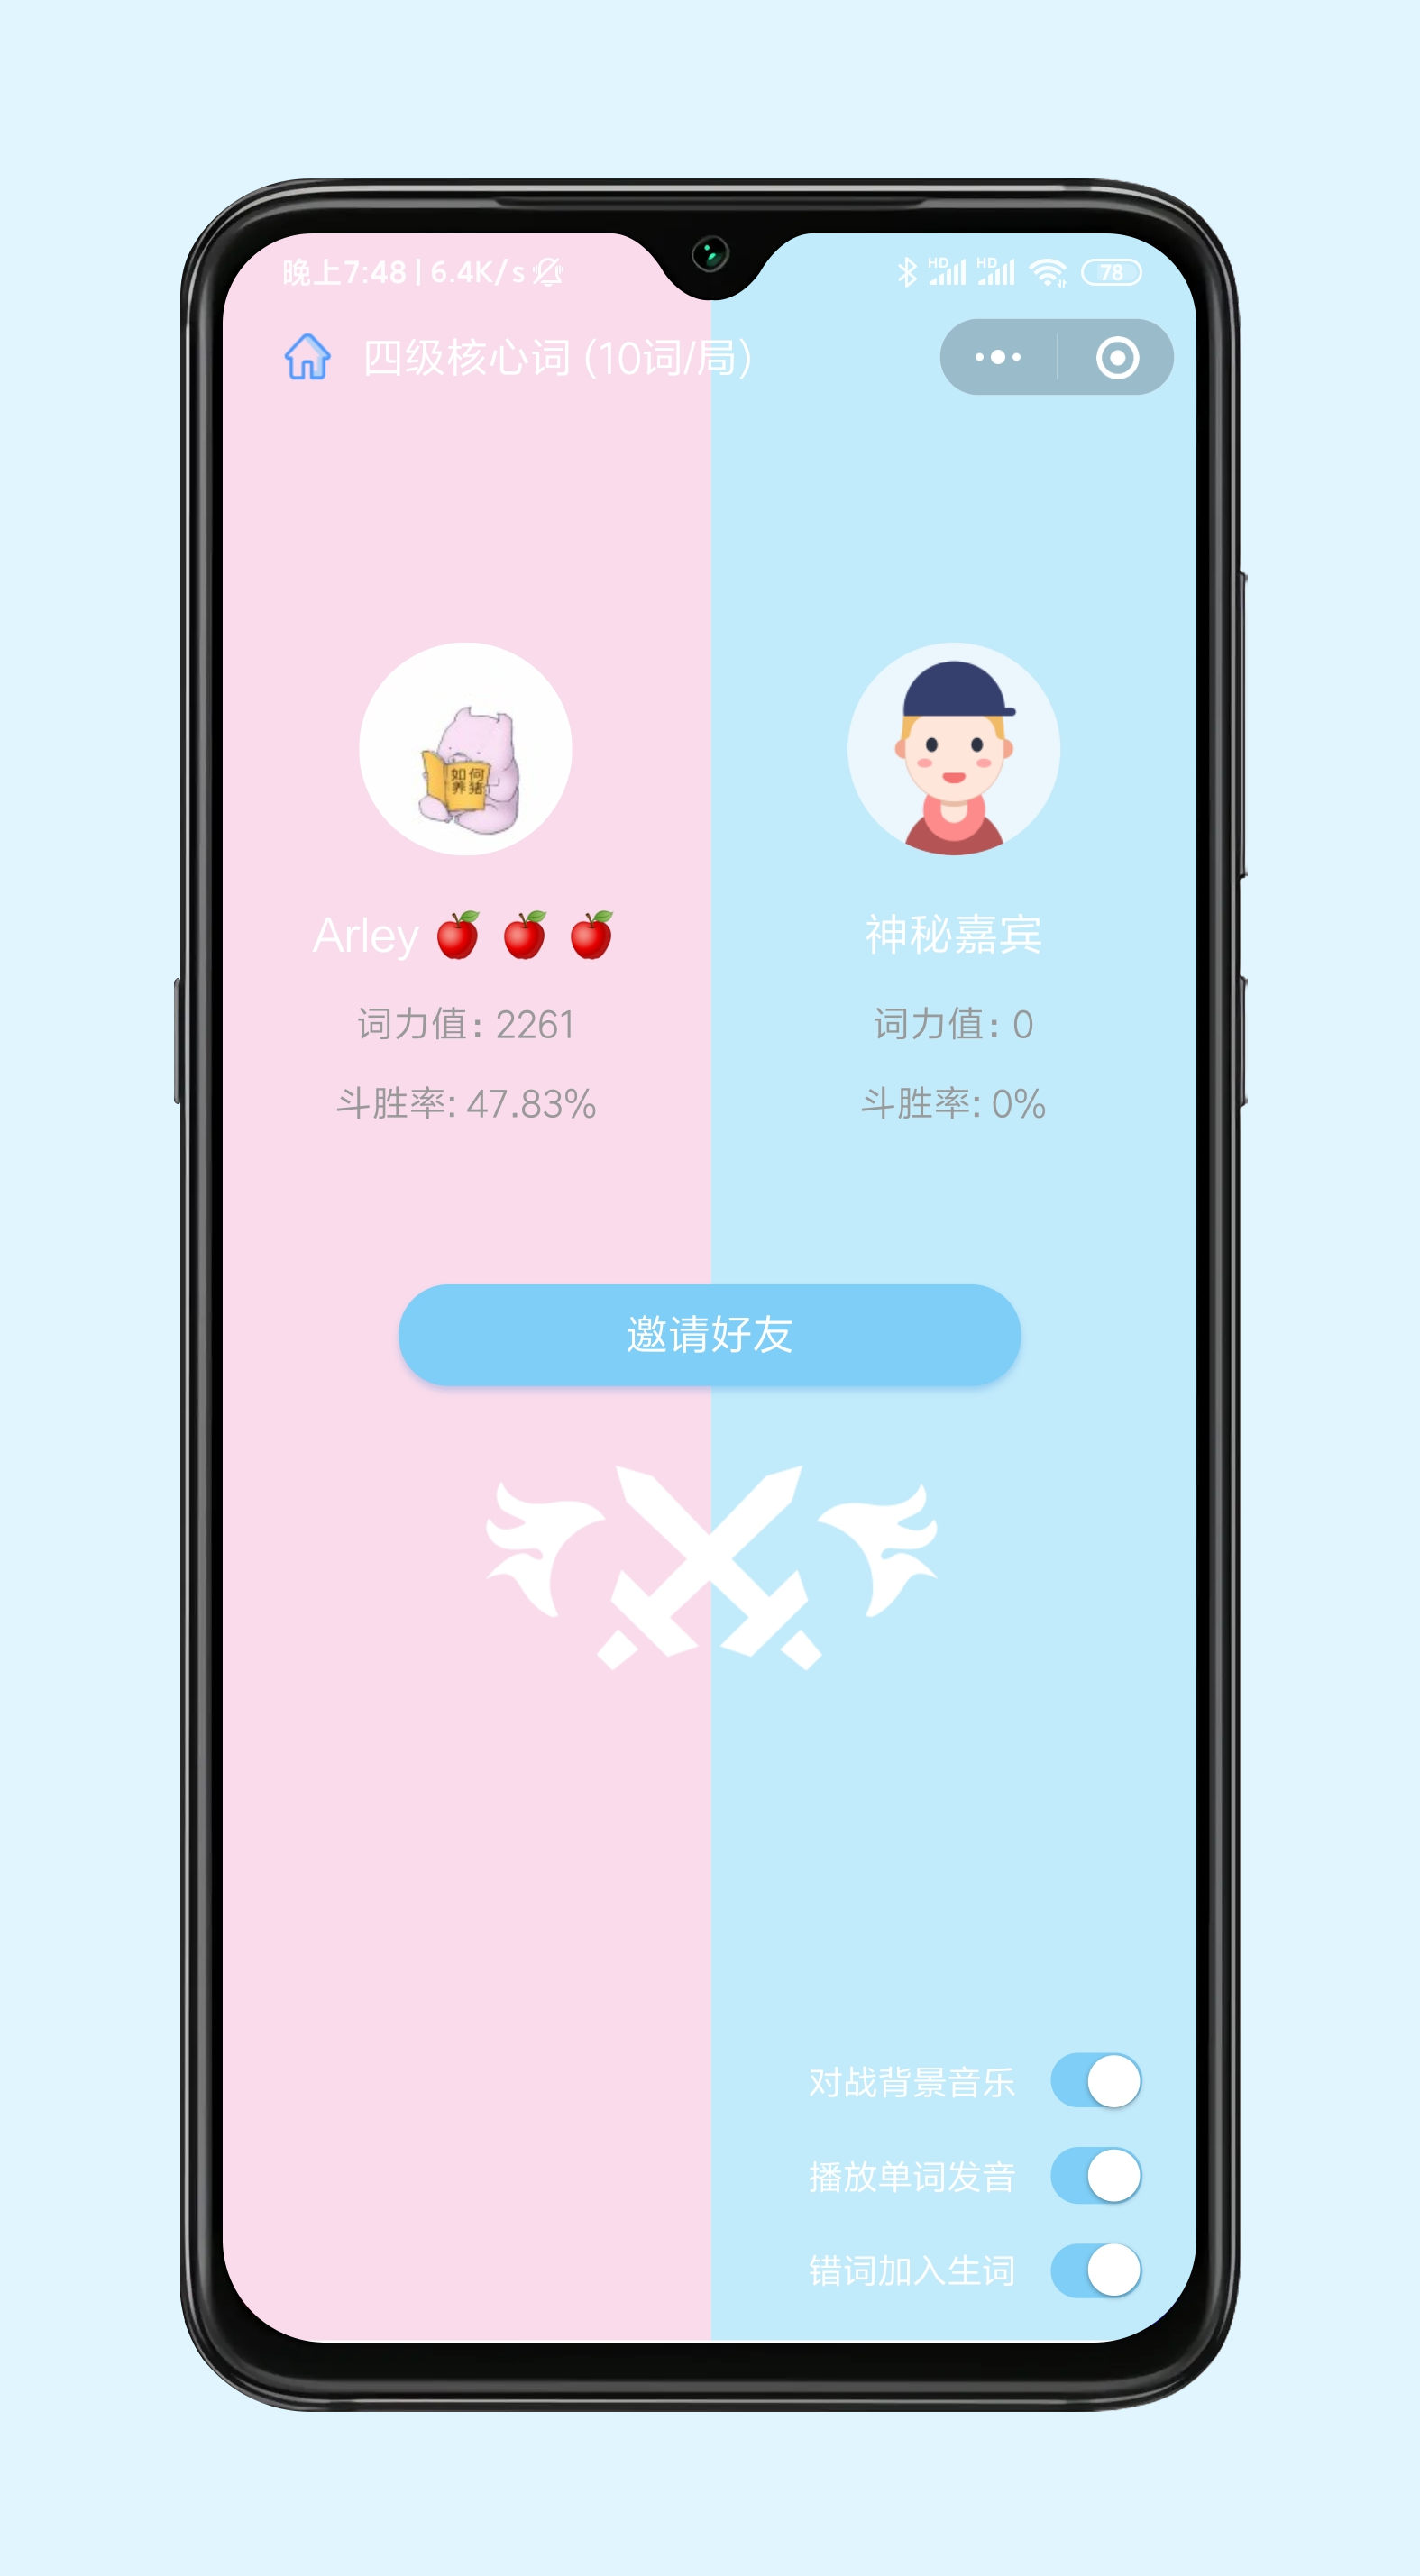 晚上7:48 | 6.4K/s HD HD 78
四级核心词 (10词/局)
如何
养猪
Arley 🍎 🍎 🍎
神秘嘉宾
词力值: 2261
词力值: 0
斗胜率: 47.83%
斗胜率: 0%
邀请好友
对战背景音乐
播放单词发音
错词加入生词